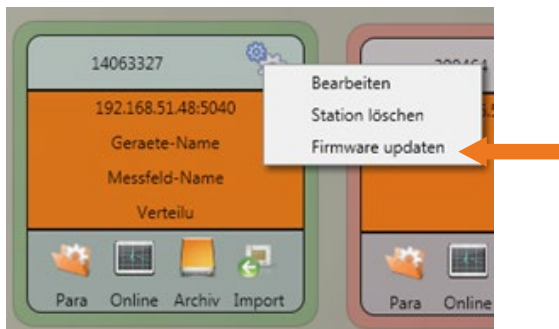 14063327
192.168.51.48:5040
Geraete-Name
Messfeld-Name
Verteilu
Para Online Archiv Import
Bearbeiten
Station löschen
Firmware updaten
Para Online